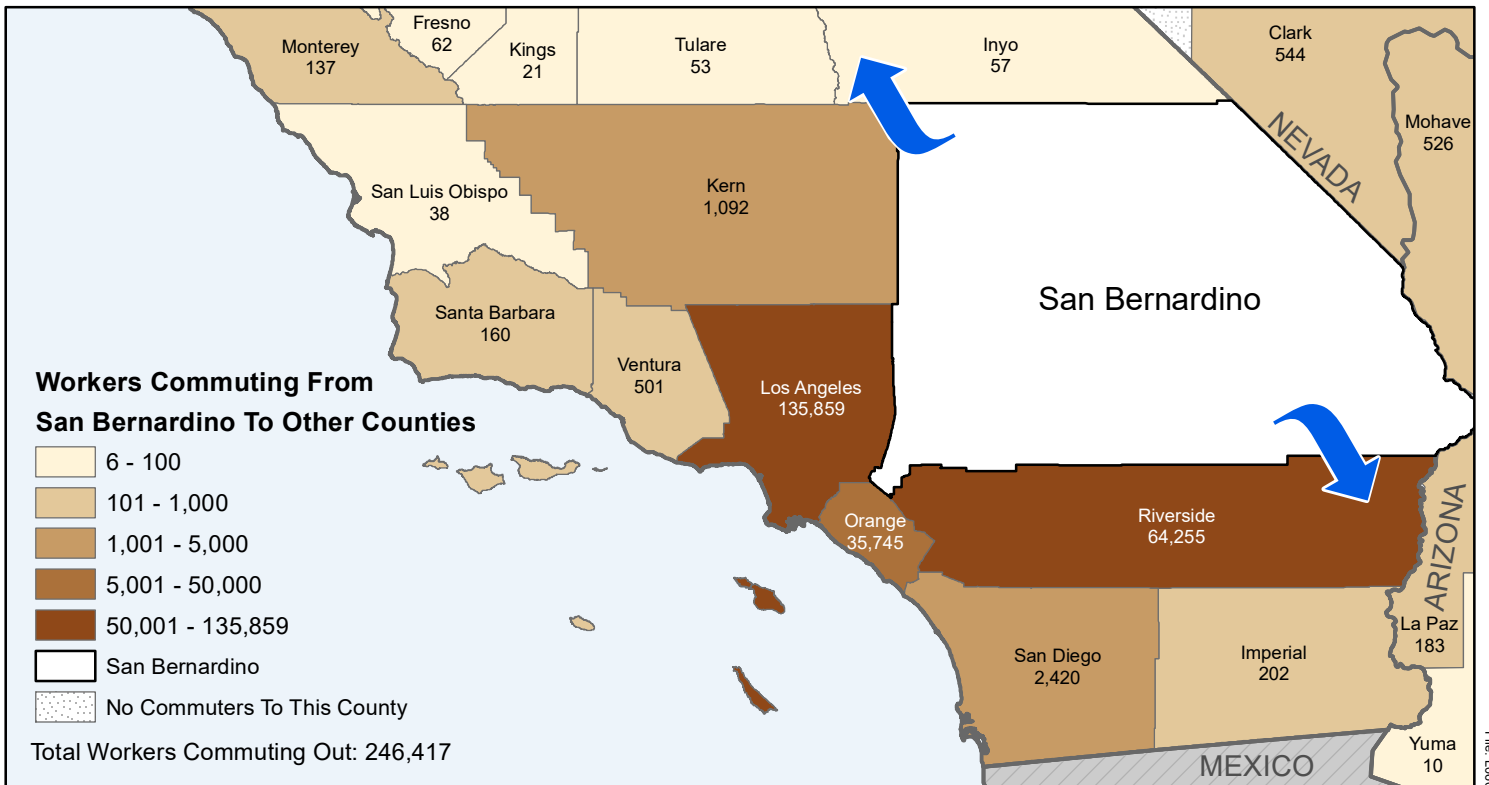 Fresno
62
Monterey
137
Kings
21
Tulare
53
Inyo
57
Clark
544
Mohave
526
NEVADA
San Luis Obispo
38
Kern
1,092
San Bernardino
Santa Barbara
160
Ventura
501
Los Angeles
135,859
Orange
35,745
Riverside
64,255
ARIZONA
La Paz
183
San Diego
2,420
Imperial
202
Yuma
10
MEXICO
Workers Commuting From
San Bernardino To Other Counties
6 - 100
101 - 1,000
1,001 - 5,000
5,001 - 50,000
50,001 - 135,859
San Bernardino
No Commuters To This County
Total Workers Commuting Out: 246,417